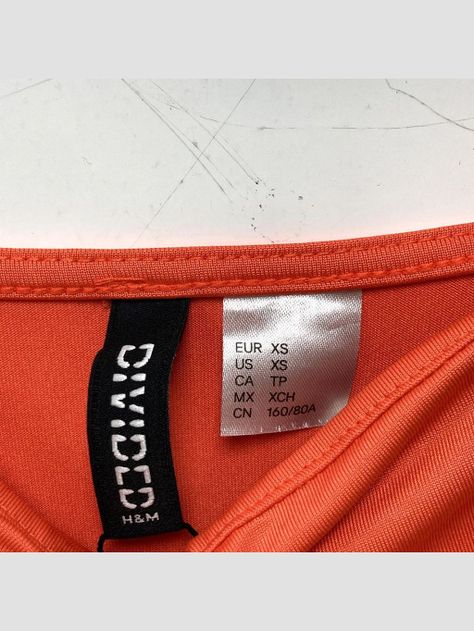 DIVIDED
H&M
EUR XS
US XS
CA TP
MX XCH
CN 160/80A